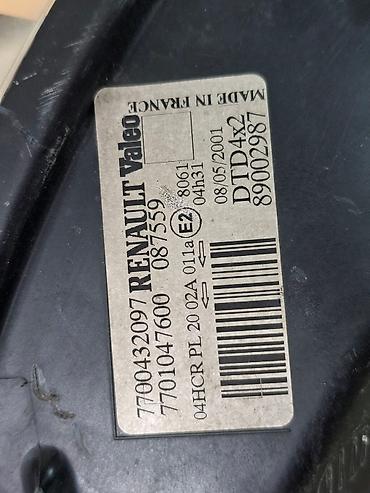 7700432097 RENAULT Valeo MADE IN FRANCE
7701047600 087559
04HCR PL 20 02A 011a E2 8061
04h31
08/05/2001
DTD4x2
89002987